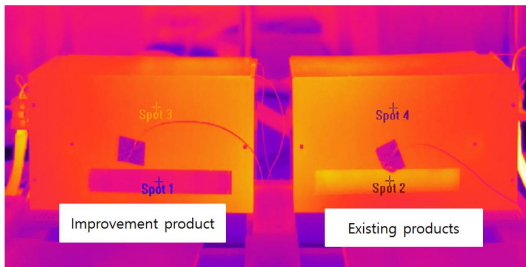 Spot 3
Spot 4
Spot 1
Spot 2
Improvement product
Existing products